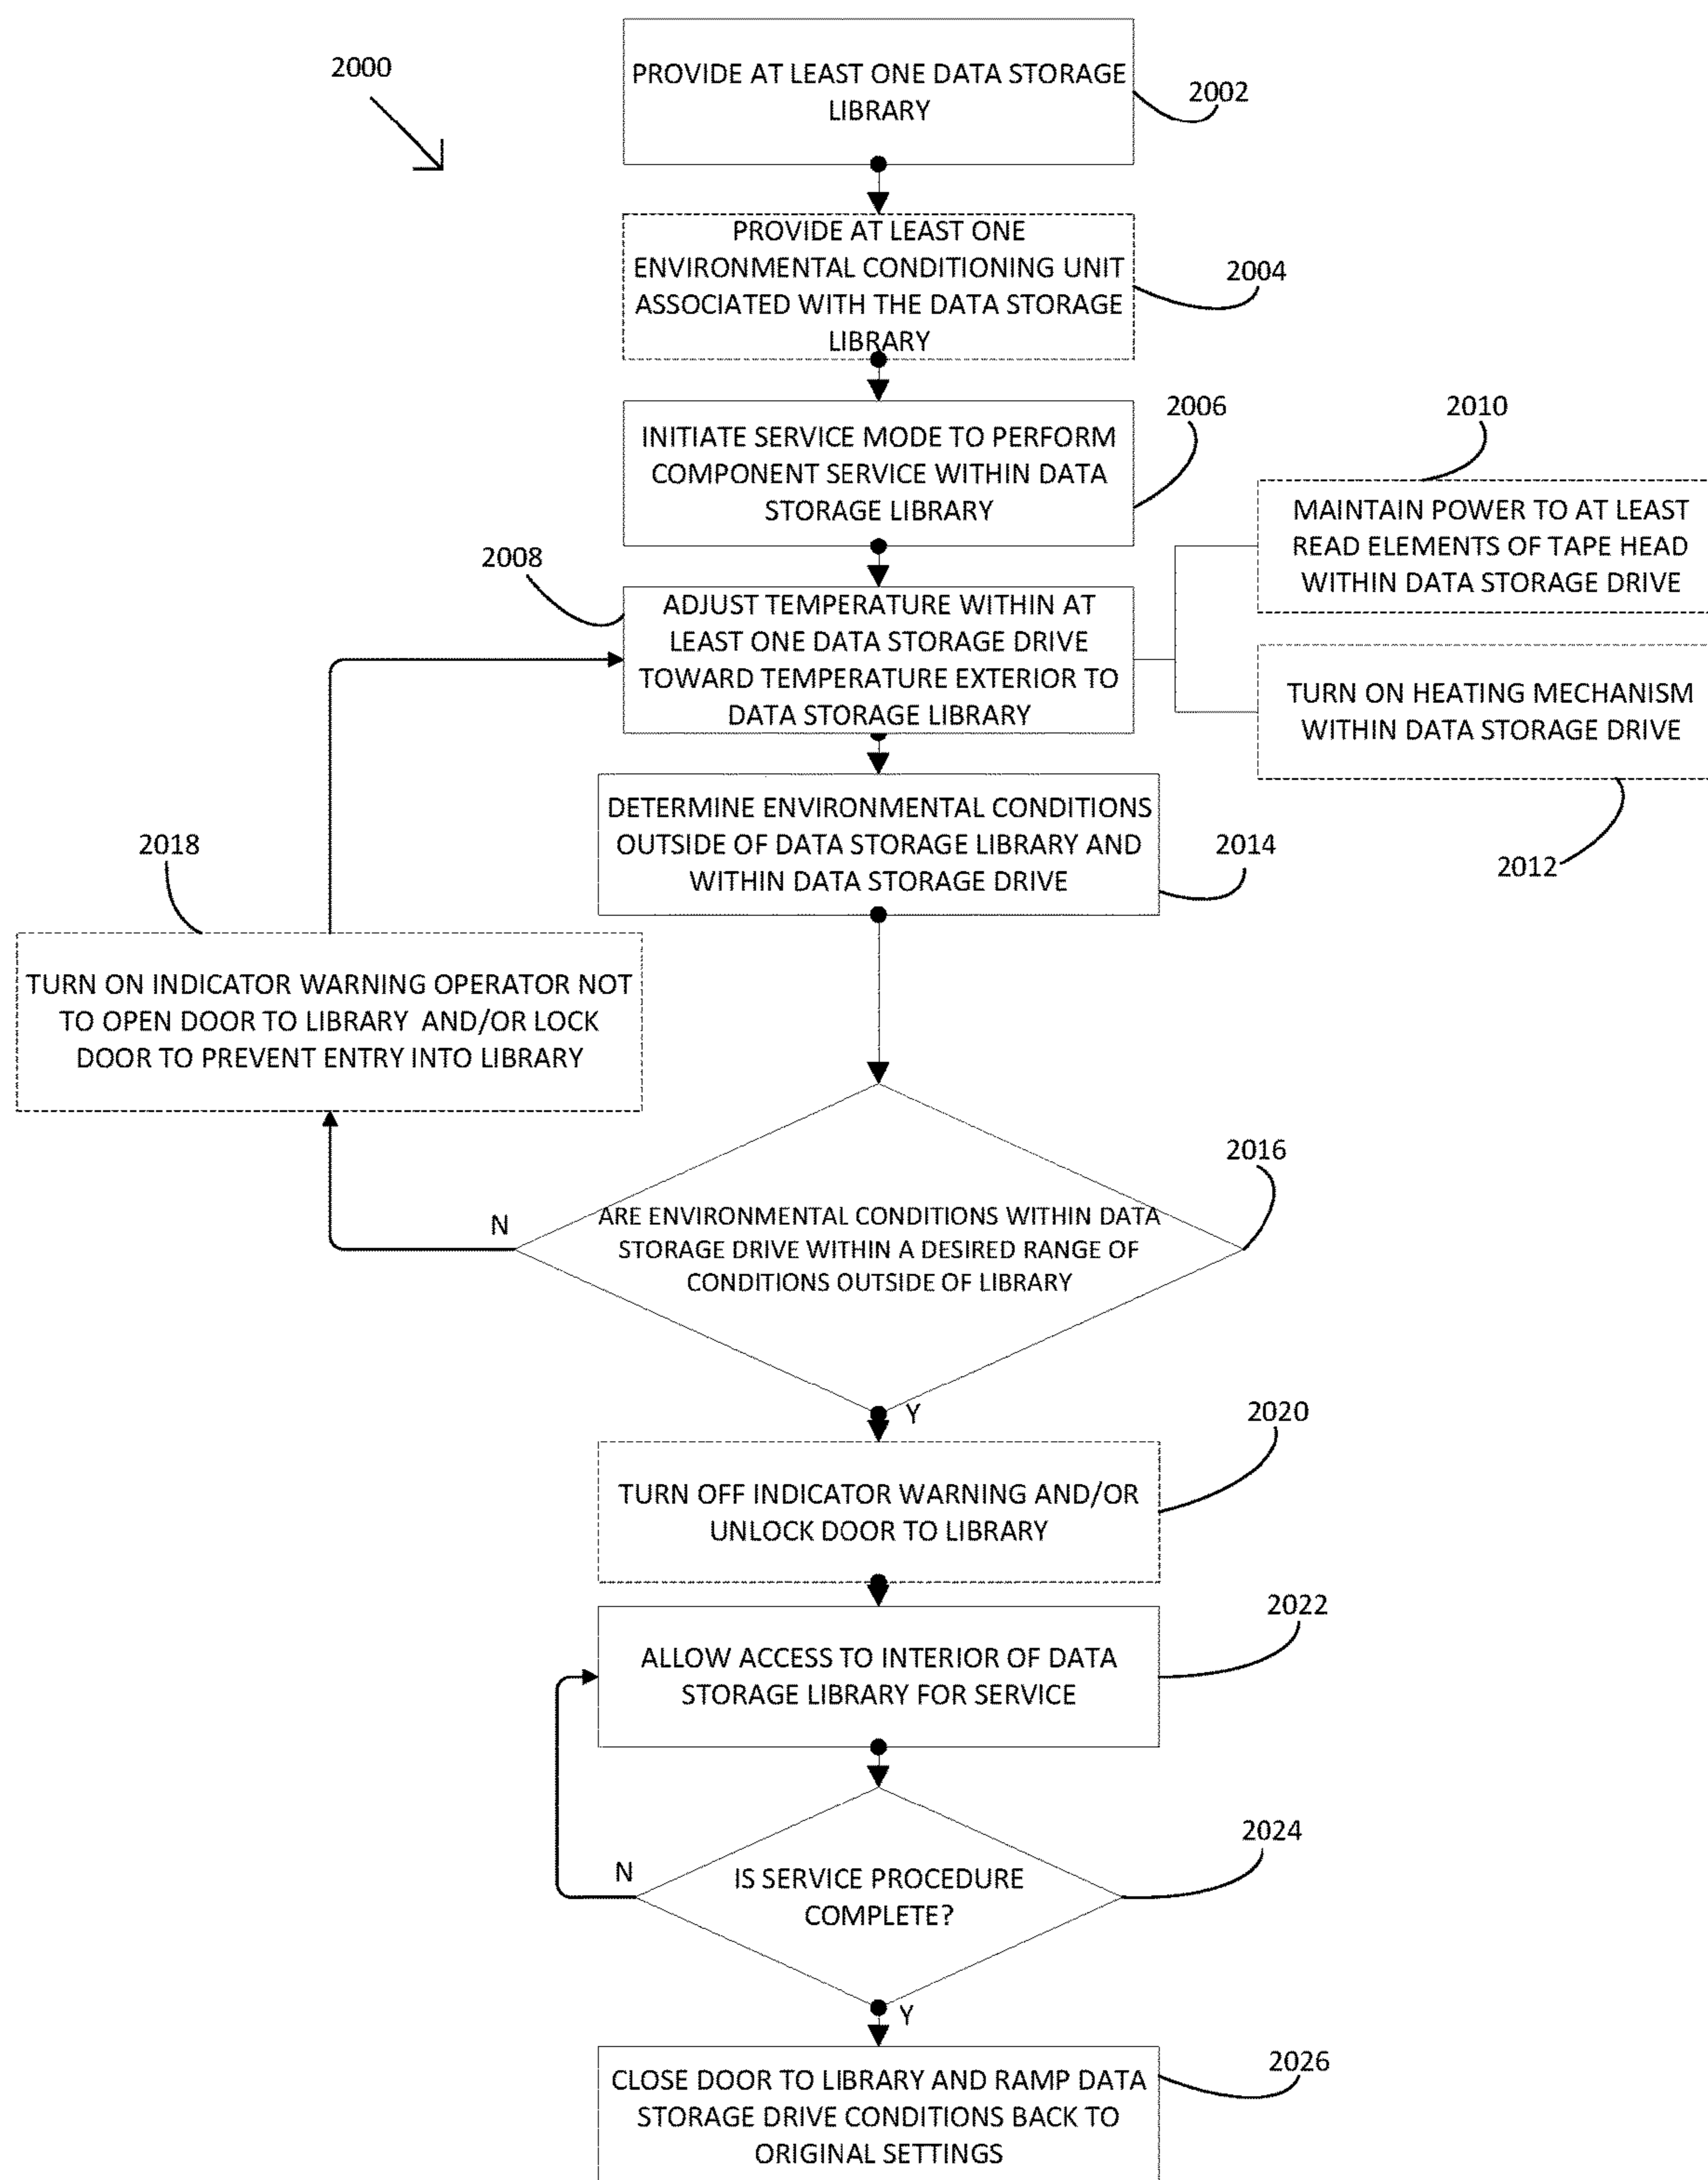 2000
PROVIDE AT LEAST ONE DATA STORAGE
LIBRARY
2002
PROVIDE AT LEAST ONE
ENVIRONMENTAL CONDITIONING UNIT
ASSOCIATED WITH THE DATA STORAGE
LIBRARY
2004
INITIATE SERVICE MODE TO PERFORM
COMPONENT SERVICE WITHIN DATA
STORAGE LIBRARY
2006
2010
MAINTAIN POWER TO AT LEAST
READ ELEMENTS OF TAPE HEAD
WITHIN DATA STORAGE DRIVE
2008
ADJUST TEMPERATURE WITHIN AT
LEAST ONE DATA STORAGE DRIVE
TOWARD TEMPERATURE EXTERIOR TO
DATA STORAGE LIBRARY
TURN ON HEATING MECHANISM
WITHIN DATA STORAGE DRIVE
2012
DETERMINE ENVIRONMENTAL CONDITIONS
OUTSIDE OF DATA STORAGE LIBRARY AND
WITHIN DATA STORAGE DRIVE
2014
2018
TURN ON INDICATOR WARNING OPERATOR NOT
TO OPEN DOOR TO LIBRARY AND/OR LOCK
DOOR TO PREVENT ENTRY INTO LIBRARY
2016
N
ARE ENVIRONMENTAL CONDITIONS WITHIN DATA
STORAGE DRIVE WITHIN A DESIRED RANGE OF
CONDITIONS OUTSIDE OF LIBRARY
Y
2020
TURN OFF INDICATOR WARNING AND/OR
UNLOCK DOOR TO LIBRARY
2022
ALLOW ACCESS TO INTERIOR OF DATA
STORAGE LIBRARY FOR SERVICE
2024
N
IS SERVICE PROCEDURE
COMPLETE?
Y
2026
CLOSE DOOR TO LIBRARY AND RAMP DATA
STORAGE DRIVE CONDITIONS BACK TO
ORIGINAL SETTINGS